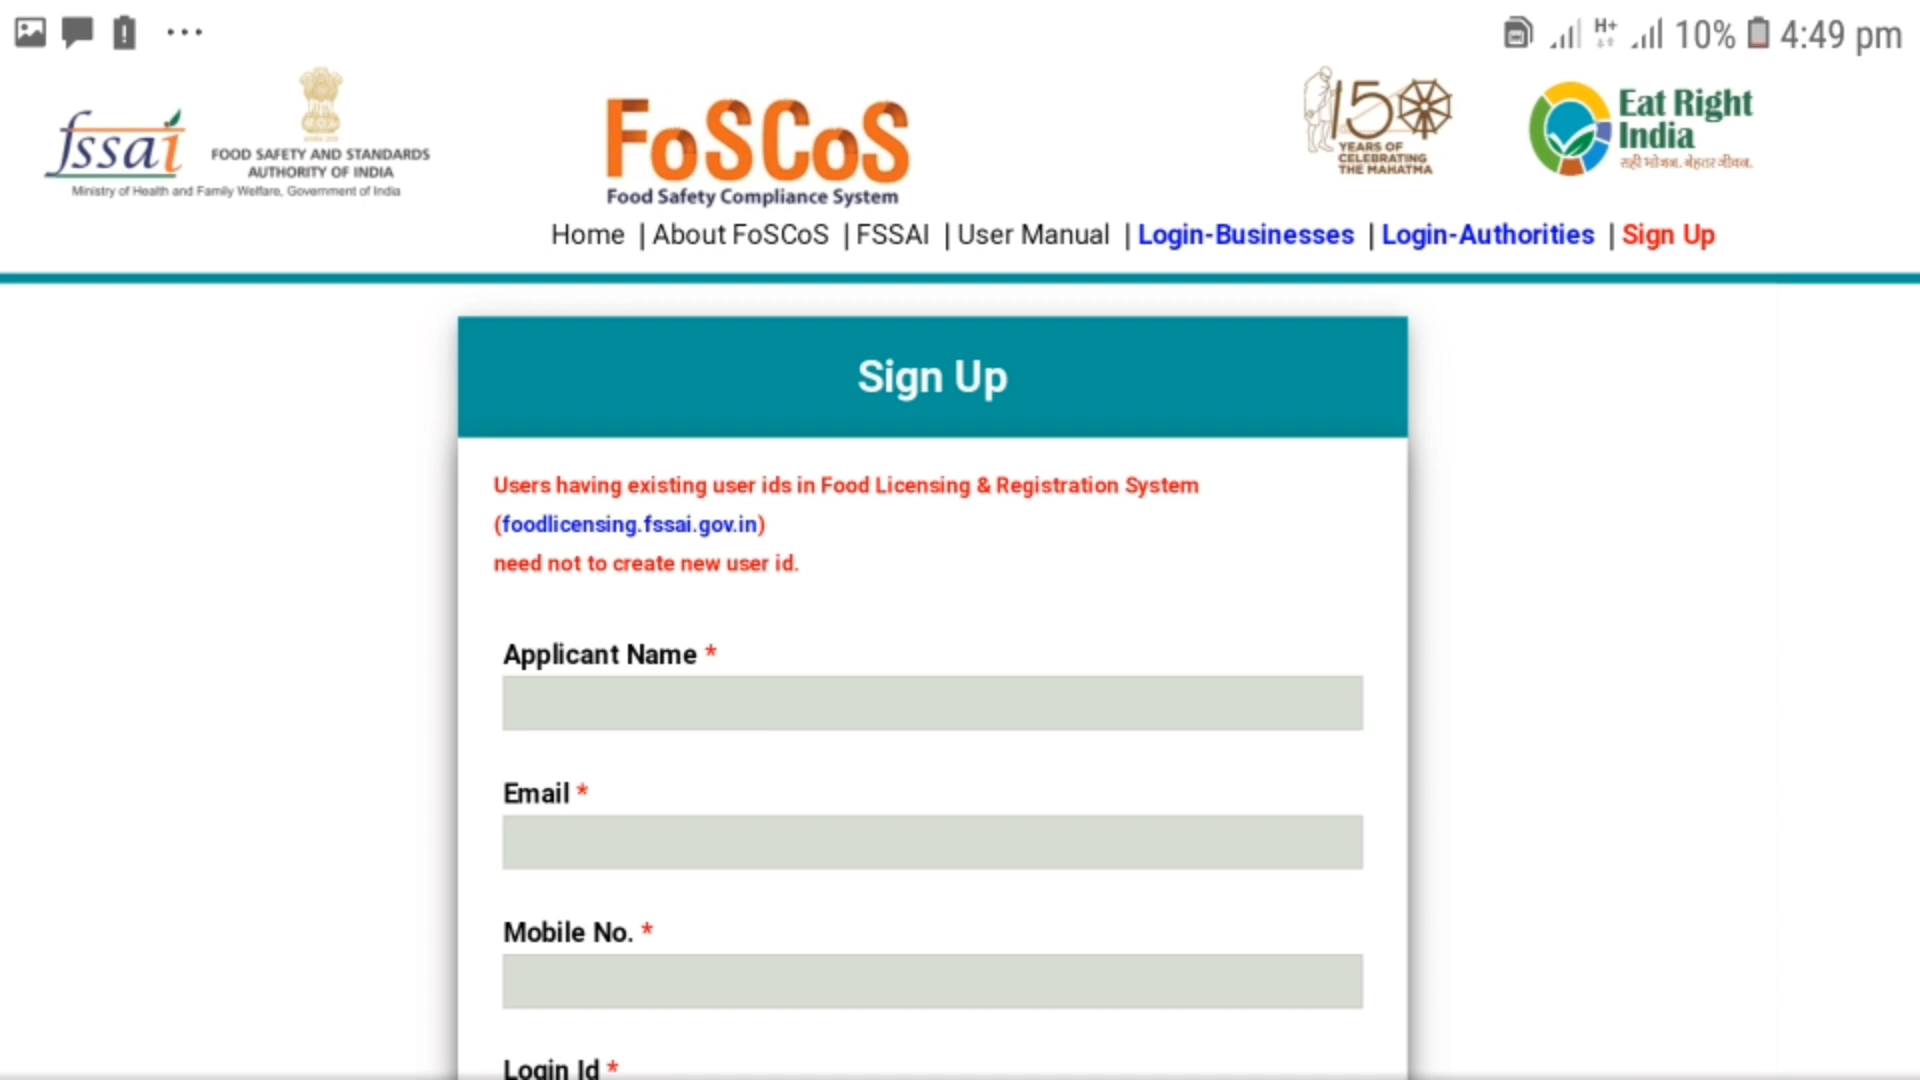 H+ 10% 4:49 pm
fssai
FOOD SAFETY AND STANDARDS
AUTHORITY OF INDIA
Ministry of Health and Family Welfare, Government of India
FoSCoS
Food Safety Compliance System
150
YEARS OF
CELEBRATING
THE MAHATMA
Eat Right
India
सही भोजन. बेहतर जीवन.
Home | About FoSCoS | FSSAI | User Manual | Login-Businesses | Login-Authorities | Sign Up
Sign Up
Users having existing user ids in Food Licensing & Registration System
(foodlicensing.fssai.gov.in)
need not to create new user id.
Applicant Name *
Email *
Mobile No. *
Login Id *